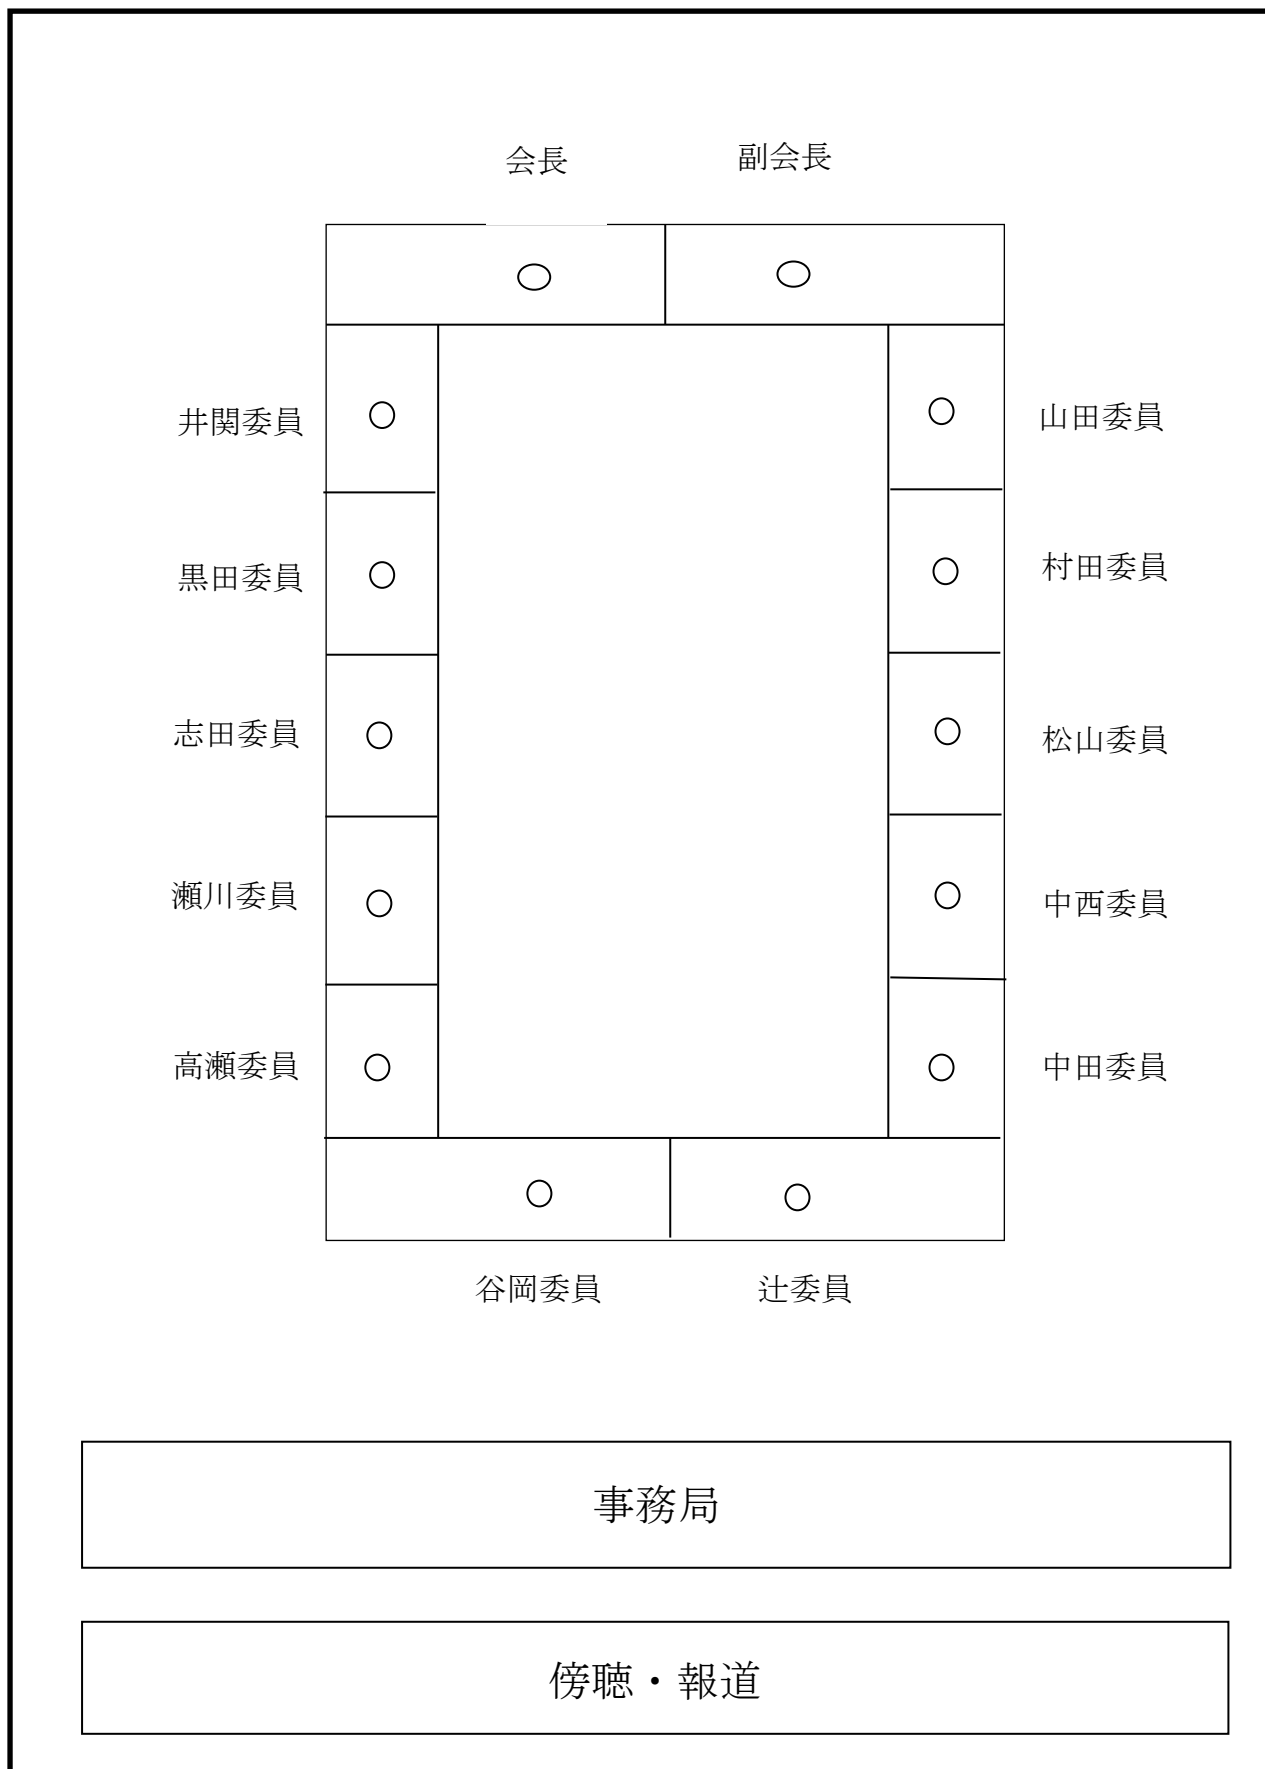 会長 副会長
井関委員 山田委員
黒田委員 村田委員
志田委員 松山委員
瀬川委員 中西委員
高瀬委員 中田委員
谷岡委員 辻委員
事務局
傍聴・報道